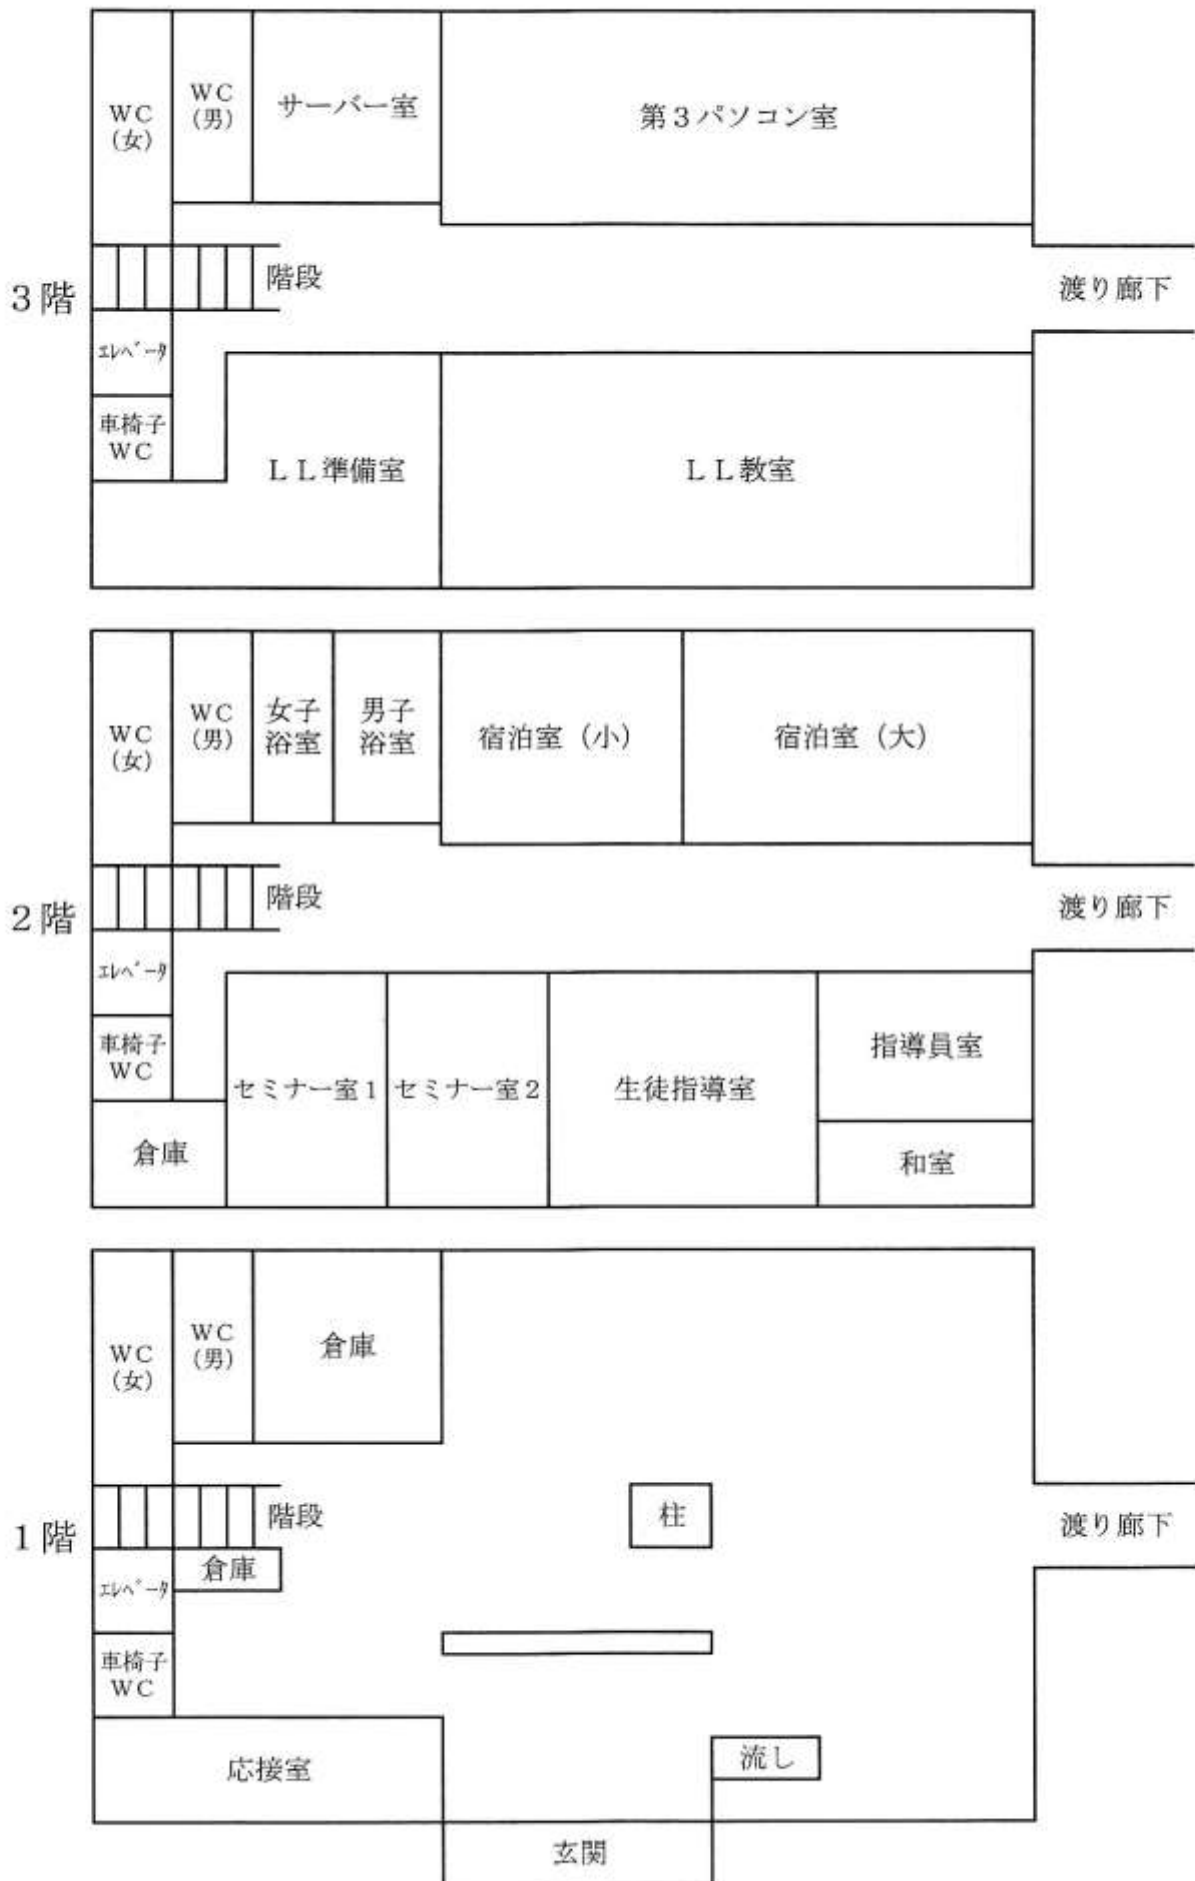 WC
(女)
WC
(男)
サーバー室
第3パソコン室
3階
階段
渡り廊下
エレベータ
車椅子
WC
LL準備室
LL教室
WC
(女)
WC
(男)
女子
浴室
男子
浴室
宿泊室(小)
宿泊室(大)
2階
階段
渡り廊下
エレベータ
車椅子
WC
倉庫
セミナー室1
セミナー室2
生徒指導室
指導員室
和室
WC
(女)
WC
(男)
倉庫
1階
階段
柱
渡り廊下
倉庫
エレベータ
車椅子
WC
応接室
流し
玄関